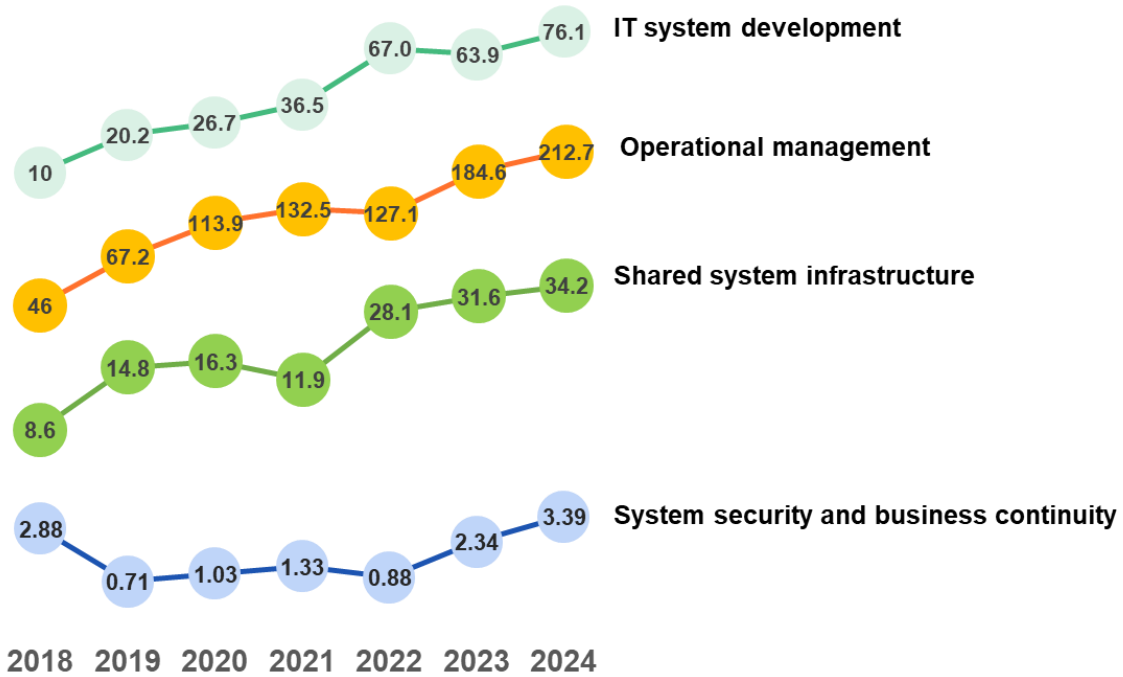 IT system development
10 20.2 26.7 36.5 67.0 63.9 76.1
Operational management
46 67.2 113.9 132.5 127.1 184.6 212.7
Shared system infrastructure
8.6 14.8 16.3 11.9 28.1 31.6 34.2
System security and business continuity
2.88 0.71 1.03 1.33 0.88 2.34 3.39
2018 2019 2020 2021 2022 2023 2024